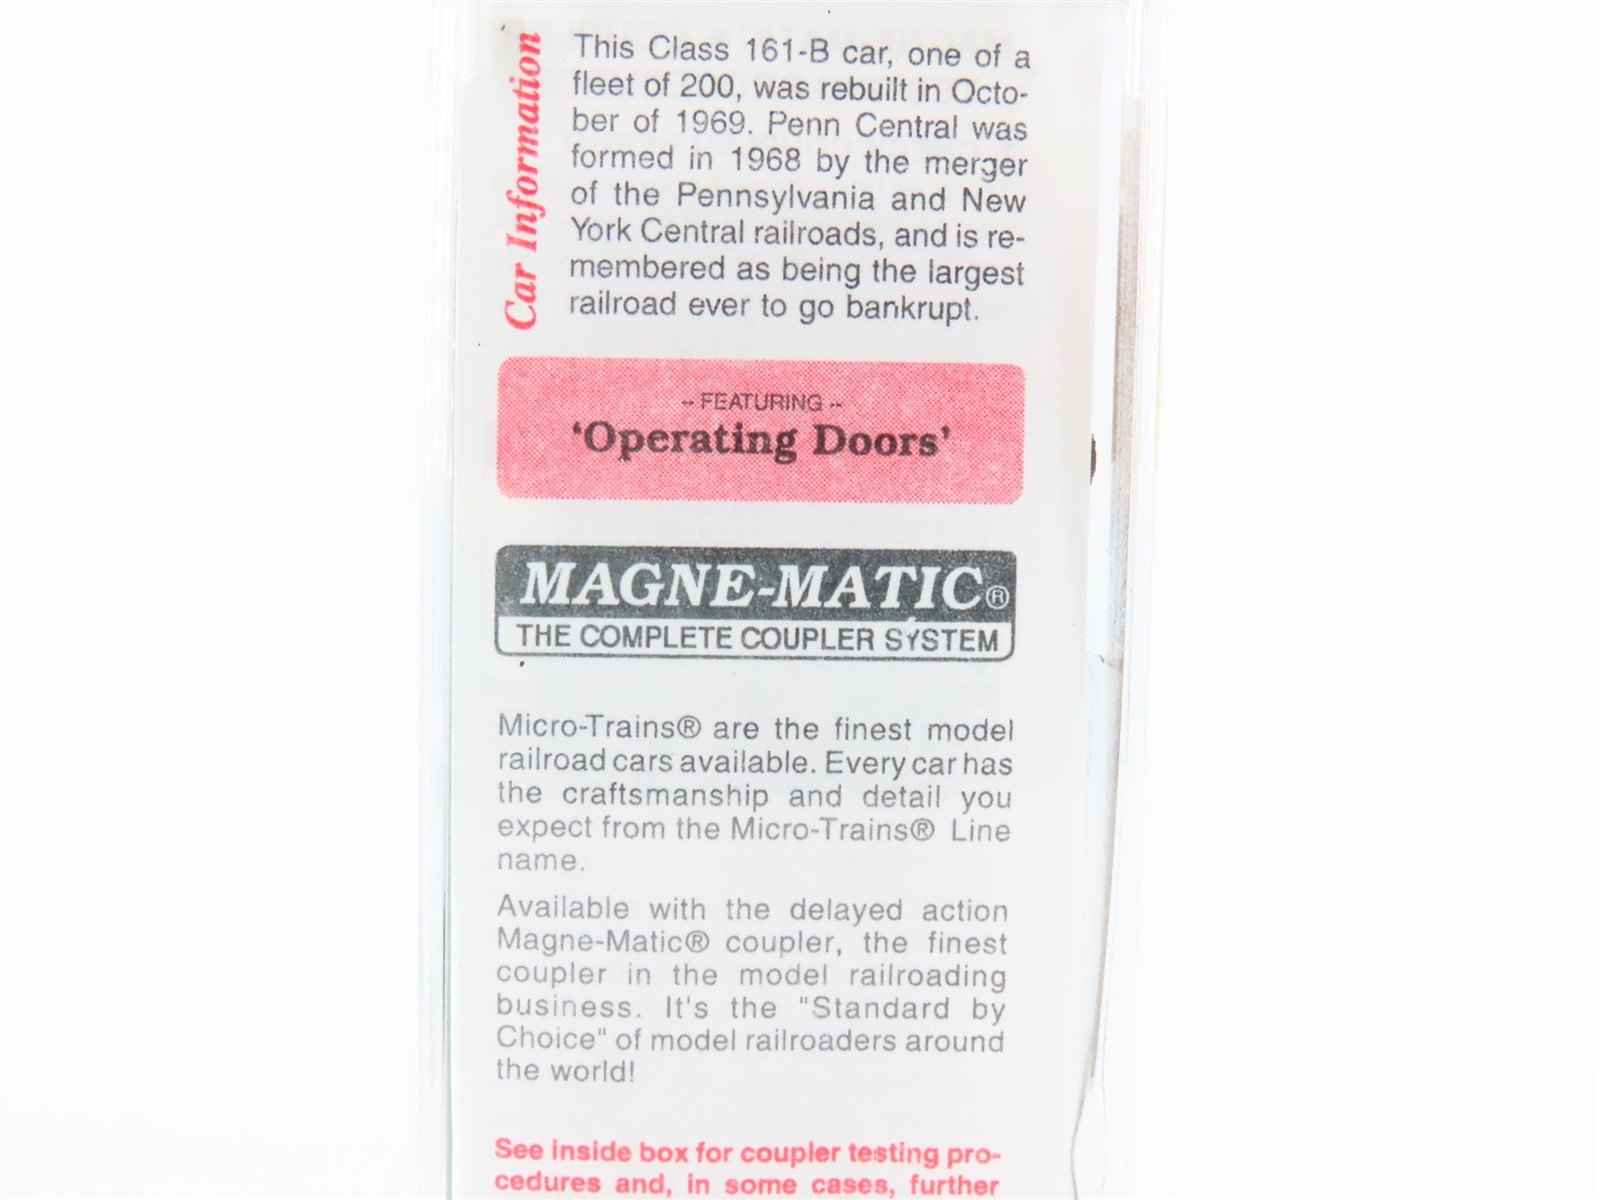 Car Information
This Class 161-B car, one of a
fleet of 200, was rebuilt in Octo-
ber of 1969. Penn Central was
formed in 1968 by the merger
of the Pennsylvania and New
York Central railroads, and is re-
membered as being the largest
railroad ever to go bankrupt.
-- FEATURING --
'Operating Doors'
MAGNE-MATIC®
THE COMPLETE COUPLER SYSTEM
Micro-Trains® are the finest model
railroad cars available. Every car has
the craftsmanship and detail you
expect from the Micro-Trains® Line
name.
Available with the delayed action
Magne-Matic® coupler, the finest
coupler in the model railroading
business. It's the "Standard by
Choice" of model railroaders around
the world!
See inside box for coupler testing pro-
cedures and, in some cases, further